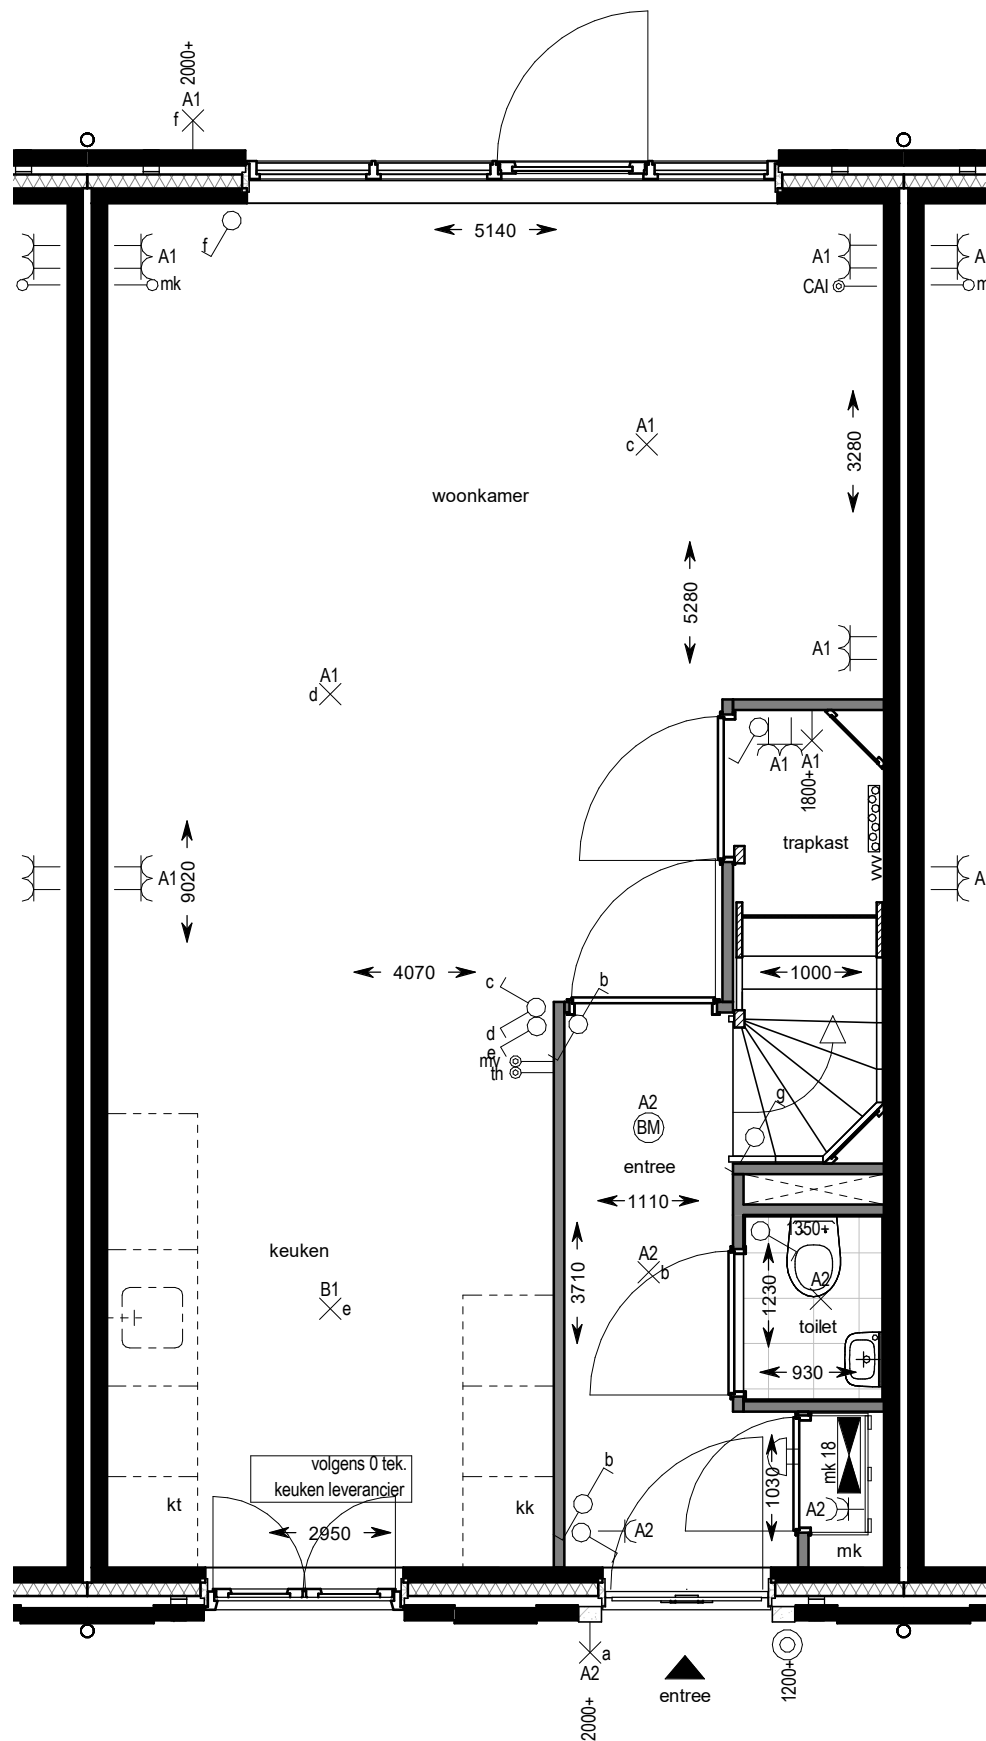 2000+
A1
f
f
5140
A1
mk
A1
CAI
A
m
A1
c
3280
woonkamer
5280
A1
A1
d
A1
A1
1800+
trapkast
WV
A1
9020
A
4070
c
b
1000
d
e
mv
th
g
A2
BM
entree
1110
1350+
keuken
A2
b
3710
1230
A2
B1
e
toilet
930
volgens 0 tek.
keuken leverancier
b
1030
mk 18
kt
kk
2950
A2
A2
mk
a
A2
entree
2000+
1200+